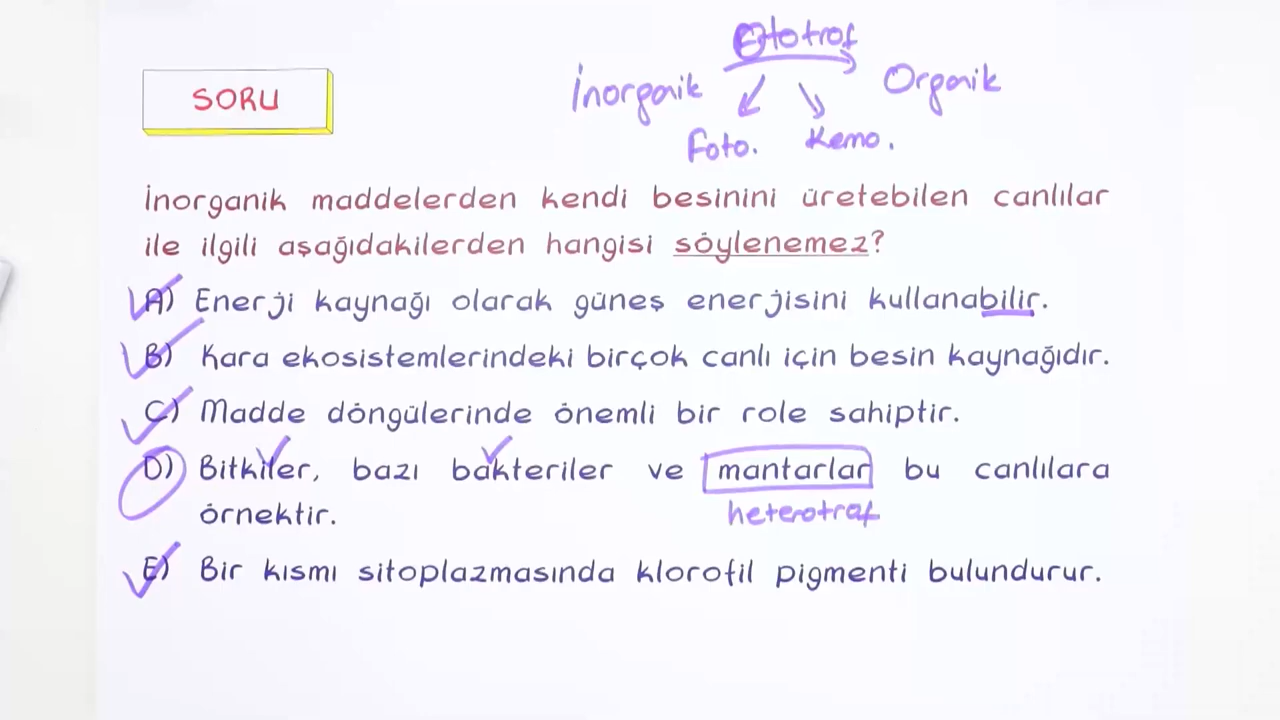 Ototrof
İnorganik
Organik
Foto. Kemo.
SORU
İnorganik maddelerden kendi besinini üretebilen canlılar
ile ilgili aşağıdakilerden hangisi söylenemez?
A) Enerji kaynağı olarak güneş enerjisini kullanabilir.
B) Kara ekosistemlerindeki birçok canlı için besin kaynağıdır.
C) Madde döngülerinde önemli bir role sahiptir.
D) Bitkiler, bazı bakteriler ve mantarlar bu canlılara
örnektir.
heterotrof
E) Bir kısmı sitoplazmasında klorofil pigmenti bulundurur.